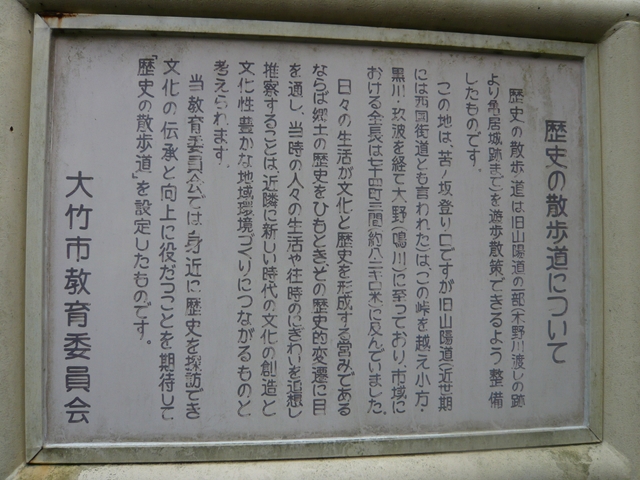 歴史の散歩道について
歴史の散歩道は旧山陽道の一部(木野川渡しの跡
より亀居城跡まで)を遊歩散策できるよう整備
したものです。
この地は、苦ノ坂登り口ですが旧山陽道(近世期
には西国街道とも言われた)はこの峠を越え小方・
黒川・玖波を経て大野(鳴川)に至っており、市域に
おける全長は七十四町三間(約八二キロ米)に及んでいました。
日々の生活が文化と歴史を形成する営みである
ならば郷土の歴史をひもときその歴史的変遷に目
を通し、当時の人々の生活や往時のにぎわいを追想し
推察することは、近隣に新しい時代の文化の創造と
文化性豊かな地域環境づくりにつながるものと
考えられます。
当教育委員会では、身近に歴史を探訪でき
文化の伝承と向上に役だつことを期待して
「歴史の散歩道」を設定したものです。
大竹市教育委員会